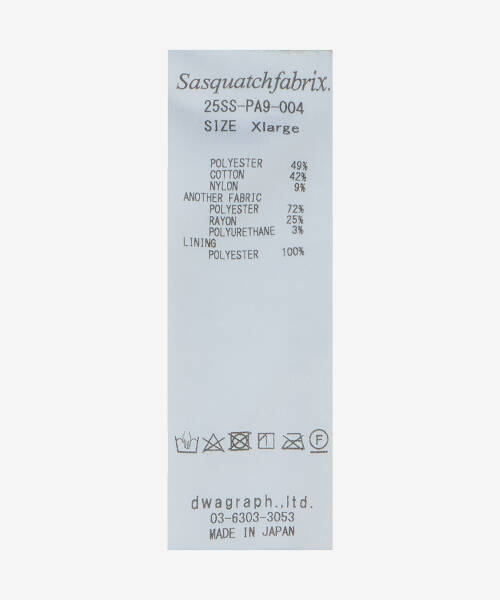 Sasquatchfabrix.
25SS-PA9-004
SIZE Xlarge
POLYESTER 49%
COTTON 42%
NYLON 9%
ANOTHER FABRIC
POLYESTER 72%
RAYON 25%
POLYURETHANE 3%
LINING
POLYESTER 100%
F
dwagraph.,ltd.
03-6303-3053
MADE IN JAPAN